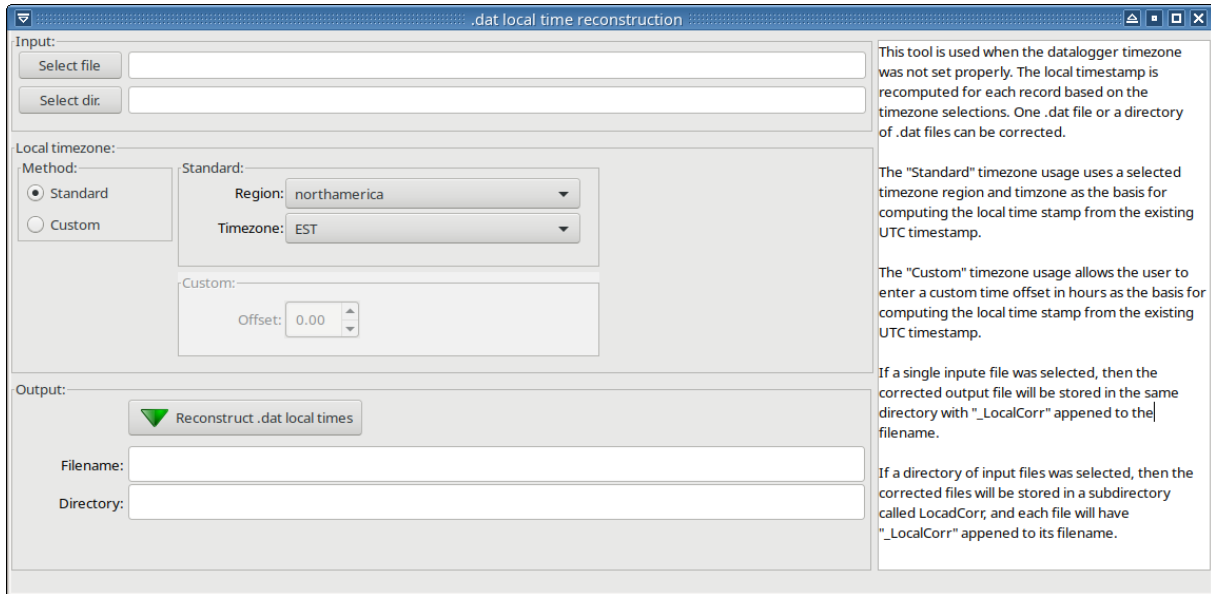 .dat local time reconstruction
Input:
Select file
Select dir.
Local timezone:
Method:
Standard
Custom
Standard:
Region: northamerica
Timezone: EST
Custom:
Offset: 0.00
Output:
Reconstruct .dat local times
Filename:
Directory:
This tool is used when the datalogger timezone
was not set properly. The local timestamp is
recomputed for each record based on the
timezone selections. One .dat file or a directory
of .dat files can be corrected.
The "Standard" timezone usage uses a selected
timezone region and timzone as the basis for
computing the local time stamp from the existing
UTC timestamp.
The "Custom" timezone usage allows the user to
enter a custom time offset in hours as the basis for
computing the local time stamp from the existing
UTC timestamp.
If a single inpute file was selected, then the
corrected output file will be stored in the same
directory with "_LocalCorr" appened to the
filename.
If a directory of input files was selected, then the
corrected files will be stored in a subdirectory
called LocadCorr, and each file will have
"_LocalCorr" appened to its filename.